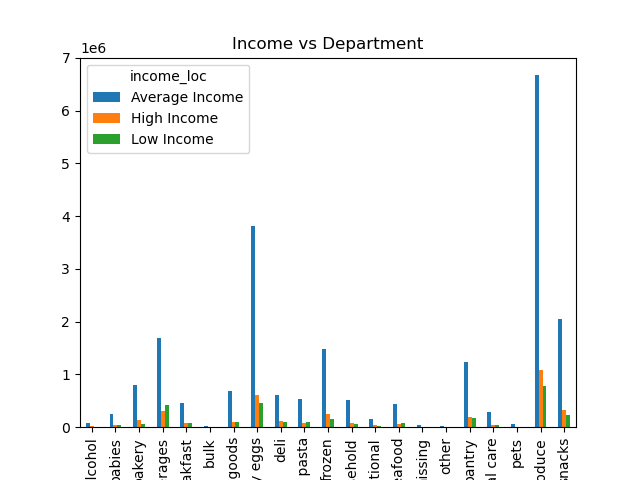 Income vs Department
1e6
7
6
5
4
3
2
1
0
income_loc
Average Income
High Income
Low Income
lcohol
babies
bakery
erages
akfast
bulk
goods
y eggs
deli
pasta
frozen
ehold
tional
eafood
issing
other
pantry
al care
pets
oduce
snacks